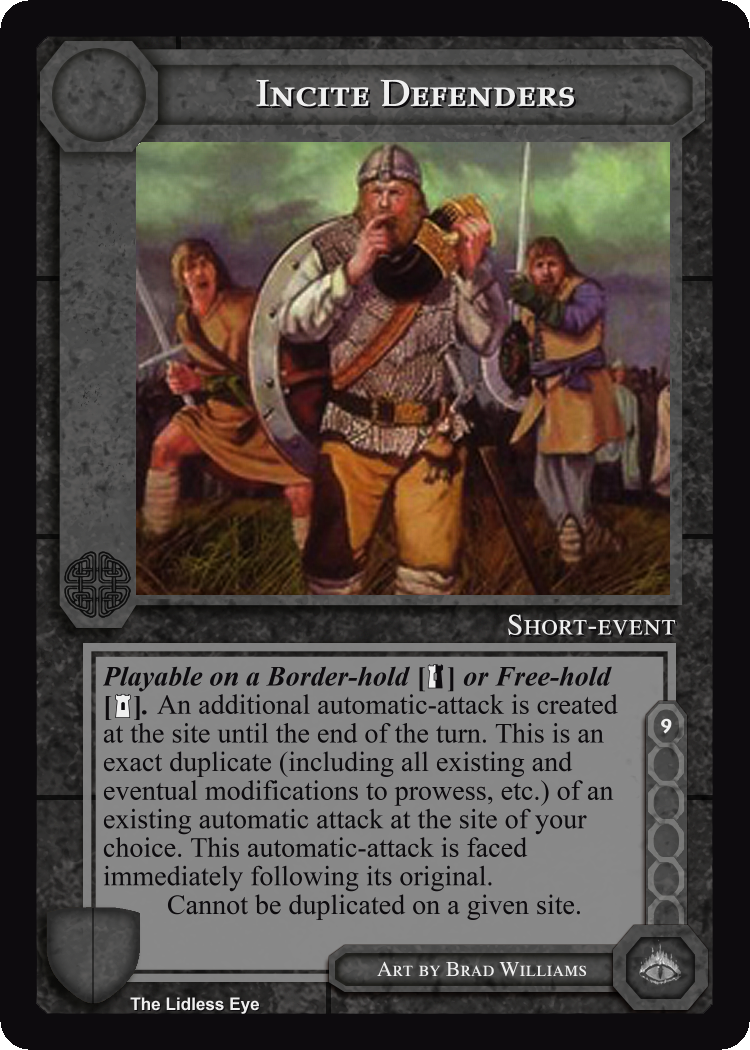 Incite Defenders
Short-event
Playable on a Border-hold [] or Free-hold
[]. An additional automatic-attack is created
at the site until the end of the turn. This is an
exact duplicate (including all existing and
eventual modifications to prowess, etc.) of an
existing automatic attack at the site of your
choice. This automatic-attack is faced
immediately following its original.
Cannot be duplicated on a given site.
9
Art by Brad Williams
The Lidless Eye